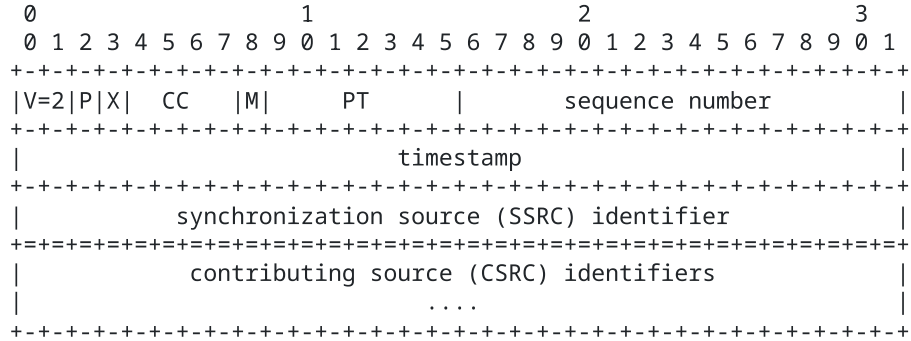 0                   1                   2                   3
 0 1 2 3 4 5 6 7 8 9 0 1 2 3 4 5 6 7 8 9 0 1 2 3 4 5 6 7 8 9 0 1
+-+-+-+-+-+-+-+-+-+-+-+-+-+-+-+-+-+-+-+-+-+-+-+-+-+-+-+-+-+-+-+-+
|V=2|P|X|  CC   |M|     PT      |       sequence number         |
+-+-+-+-+-+-+-+-+-+-+-+-+-+-+-+-+-+-+-+-+-+-+-+-+-+-+-+-+-+-+-+-+
|                           timestamp                           |
+-+-+-+-+-+-+-+-+-+-+-+-+-+-+-+-+-+-+-+-+-+-+-+-+-+-+-+-+-+-+-+-+
|           synchronization source (SSRC) identifier            |
+=+=+=+=+=+=+=+=+=+=+=+=+=+=+=+=+=+=+=+=+=+=+=+=+=+=+=+=+=+=+=+=+
|            contributing source (CSRC) identifiers             |
|                             ....                              |
+-+-+-+-+-+-+-+-+-+-+-+-+-+-+-+-+-+-+-+-+-+-+-+-+-+-+-+-+-+-+-+-+